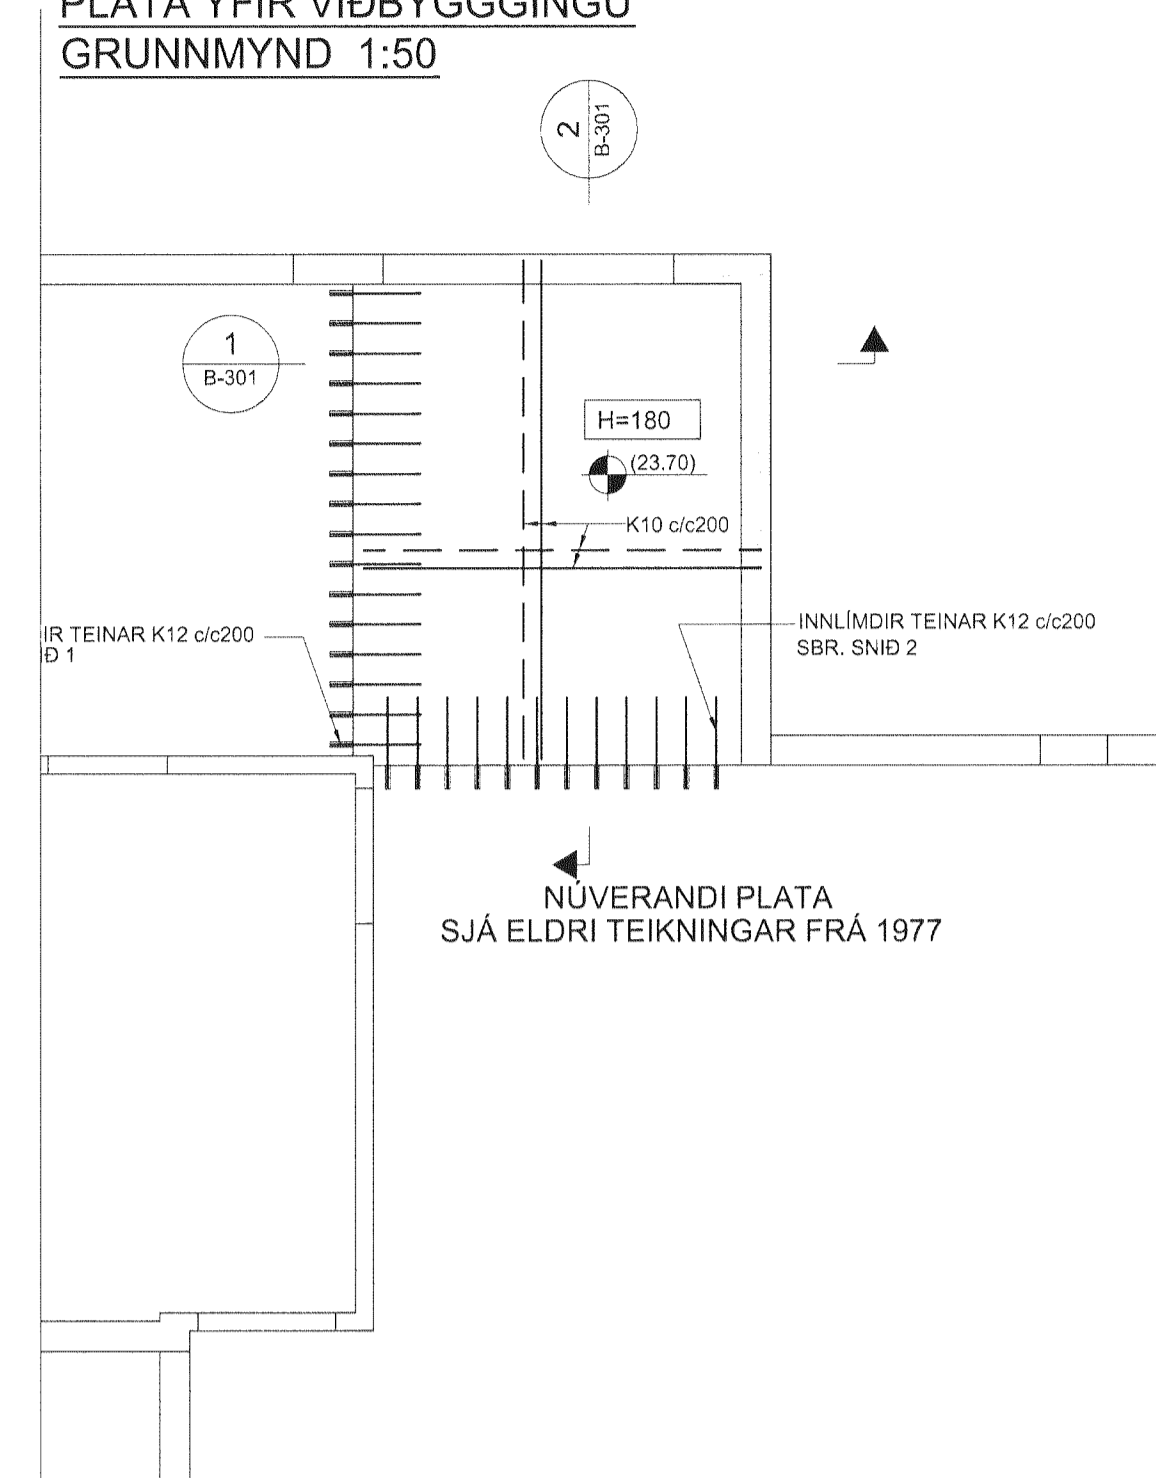 PLATA YFIR VIÐBYGGGINGU
GRUNNMYND 1:50
2
B-301
1
B-301
H=180
(23.70)
K10 c/c200
IR TEINAR K12 c/c200
Ð 1
INNLÍMDIR TEINAR K12 c/c200
SBR. SNIÐ 2
NÚVERANDI PLATA
SJÁ ELDRI TEIKNINGAR FRÁ 1977